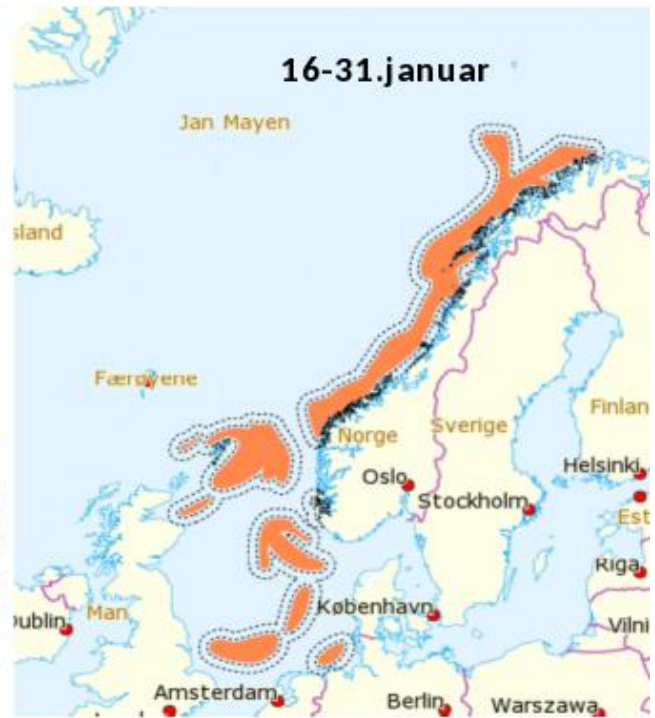 16-31.januar
Jan Mayen
sland
Færøyene
Finlan
Norge
Sverige
Helsinki
Oslo
Stockholm
Est
Riga
Man
København
Dublin
Vilni
Amsterdam
Berlin
Warszawa